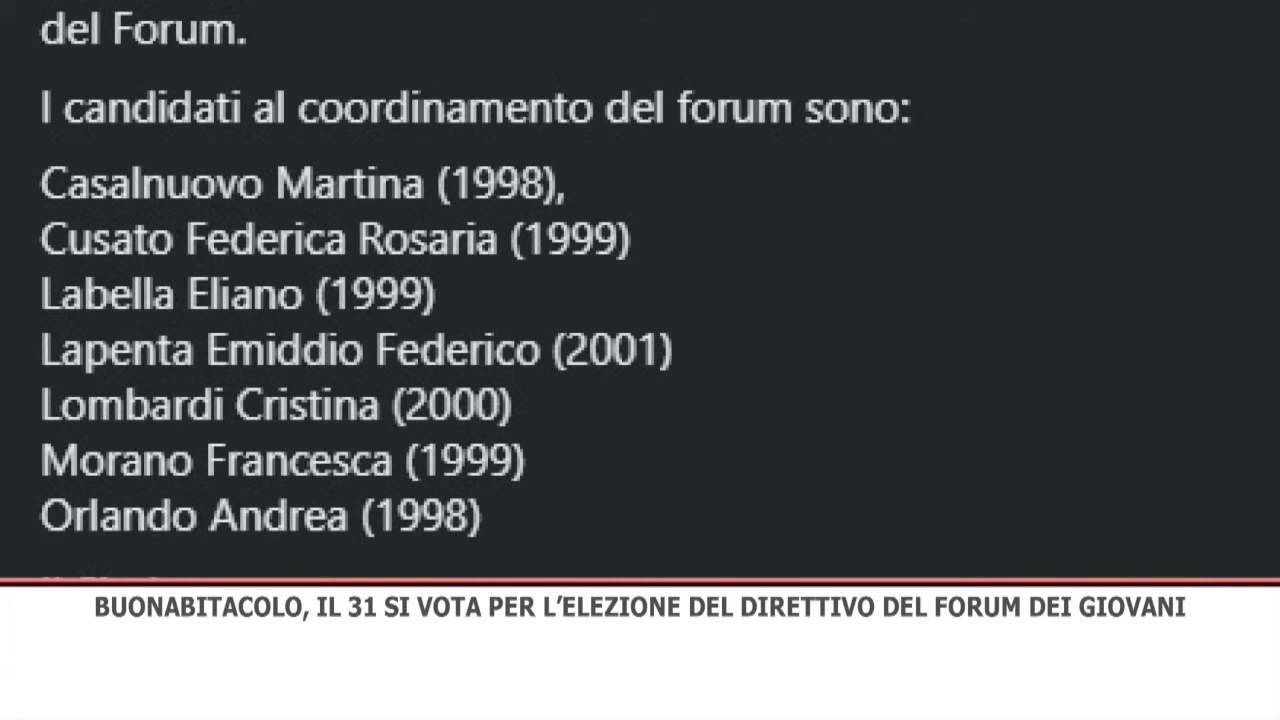 del Forum.
I candidati al coordinamento del forum sono:
Casalnuovo Martina (1998),
Cusato Federica Rosaria (1999)
Labella Eliano (1999)
Lapenta Emiddio Federico (2001)
Lombardi Cristina (2000)
Morano Francesca (1999)
Orlando Andrea (1998)
BUONABITACOLO, IL 31 SI VOTA PER L'ELEZIONE DEL DIRETTIVO DEL FORUM DEI GIOVANI